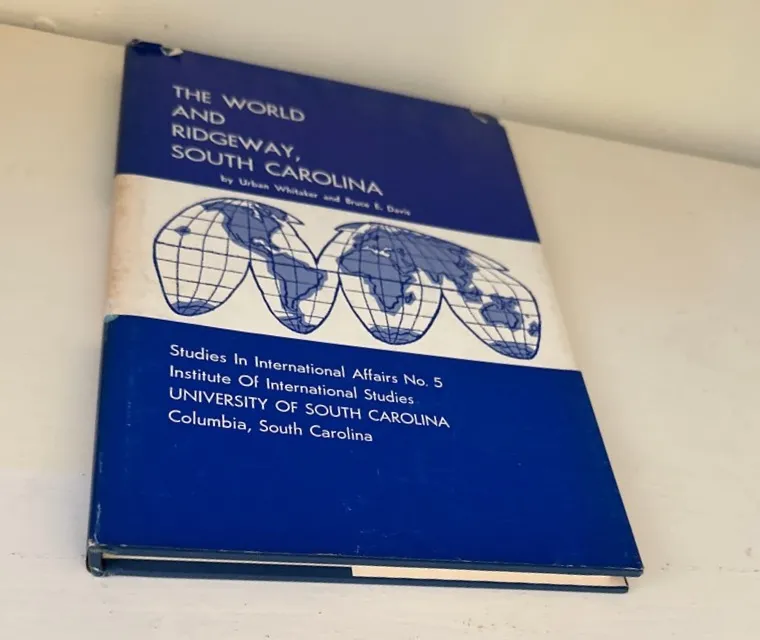 THE WORLD
AND
RIDGEWAY,
SOUTH CAROLINA
by Urban Whitaker and Bruce E. Davis
Studies In International Affairs No. 5
Institute Of International Studies
UNIVERSITY OF SOUTH CAROLINA
Columbia, South Carolina